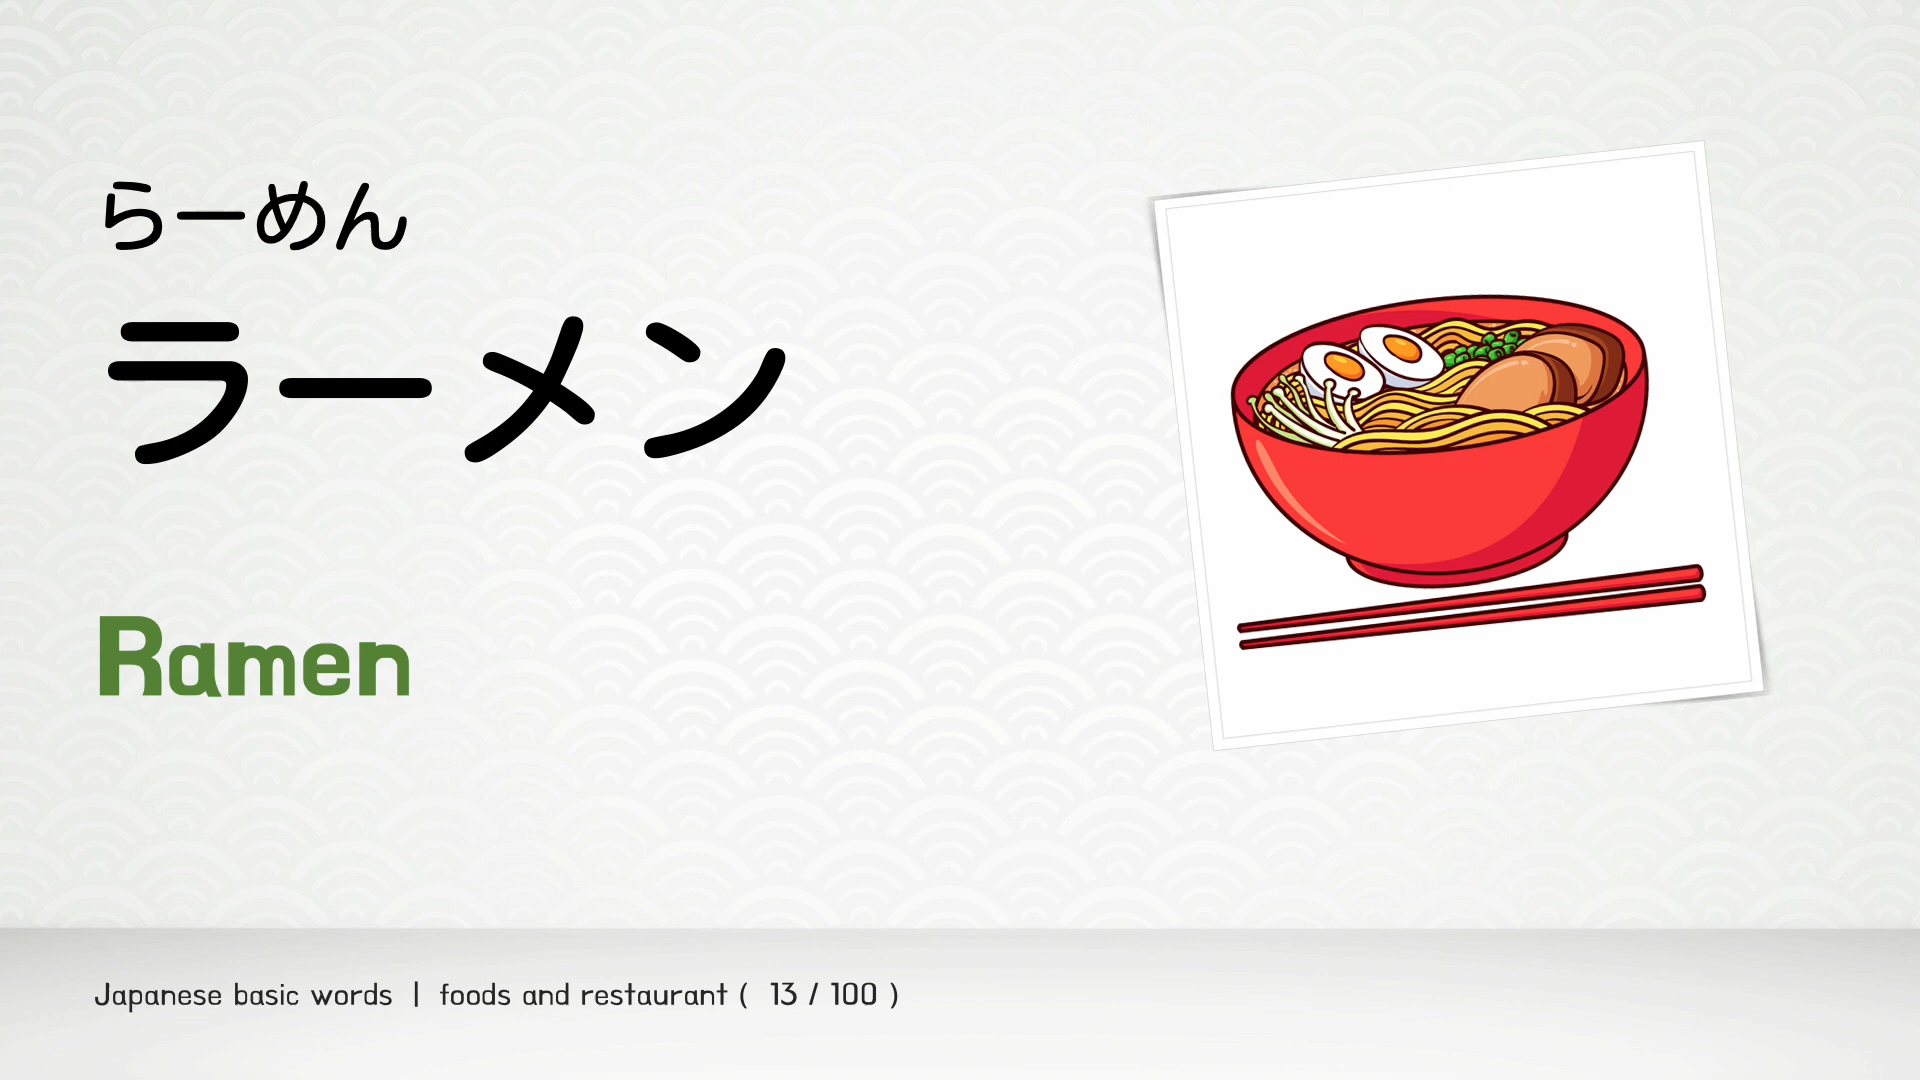 らーめん
ラーメン
Ramen
Japanese basic words | foods and restaurant ( 13 / 100 )